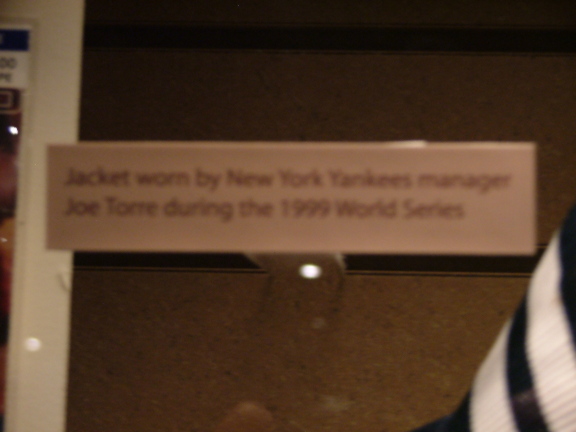 Jacket worn by New York Yankees manager
Joe Torre during the 1999 World Series